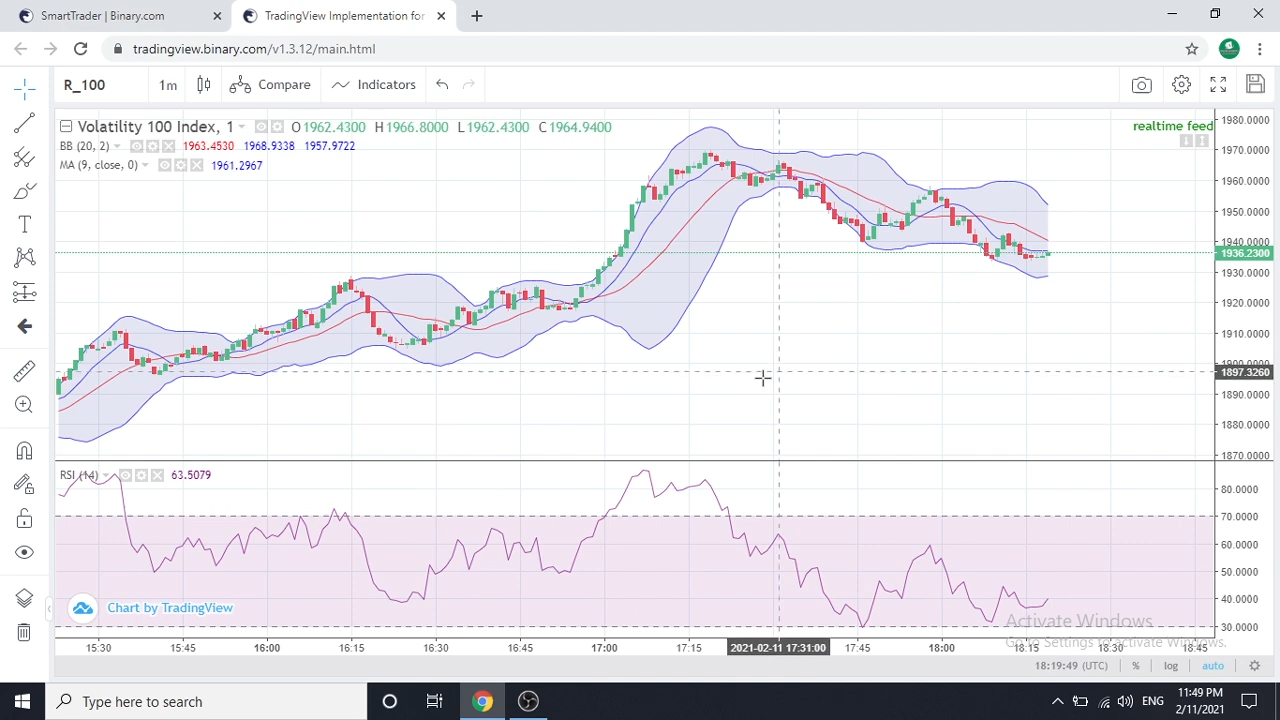 SmartTrader | Binary.com
TradingView Implementation for
tradingview.binary.com/v1.3.12/main.html
R_100
1m
Compare
Indicators
Volatility 100 Index, 1
O1962.4300 H1966.8000 L1962.4300 C1964.9400
BB (20, 2) 1963.4530 1968.9338 1957.9722
MA (9, close, 0) 1961.2967
realtime feed
1980.0000
1970.0000
1960.0000
1950.0000
1940.0000
1936.2300
1930.0000
1920.0000
1910.0000
1900.0000
1897.3260
1890.0000
1880.0000
1870.0000
RSI (14) 63.5079
80.0000
70.0000
60.0000
50.0000
40.0000
30.0000
Chart by TradingView
Activate Windows
Go to Settings to activate Windows.
15:30 15:45 16:00 16:15 16:30 16:45 17:00 17:15 2021-02-11 17:31:00 17:45 18:00 18:15 18:30 18:45
18:19:49 (UTC) % log auto
Type here to search
ENG
11:49 PM
2/11/2021